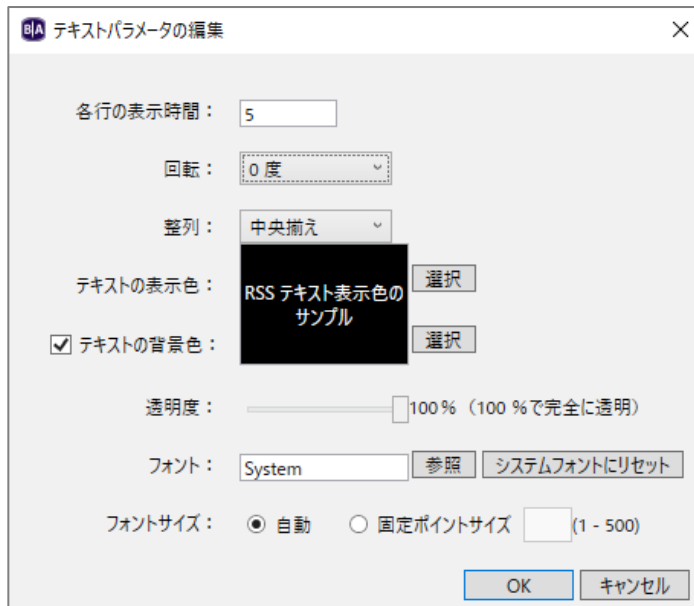 B|A テキストパラメータの編集
各行の表示時間： 5
回転： 0 度
整列： 中央揃え
テキストの表示色： RSS テキスト表示色の 選択
サンプル
テキストの背景色： 選択
透明度： 100%（100 %で完全に透明）
フォント： System 参照 システムフォントにリセット
フォントサイズ： 自動 固定ポイントサイズ (1 - 500)
OK キャンセル